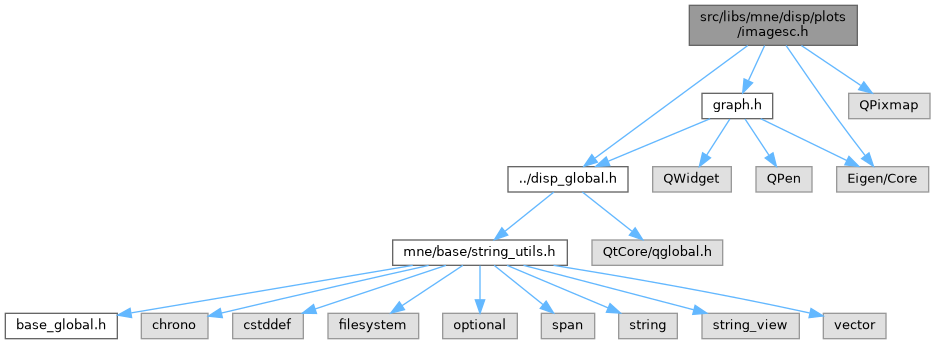 src/libs/mne/disp/plots
/imagesc.h
graph.h
QPixmap
../disp_global.h
QWidget
QPen
Eigen/Core
mne/base/string_utils.h
QtCore/qglobal.h
base_global.h
chrono
cstddef
filesystem
optional
span
string
string_view
vector